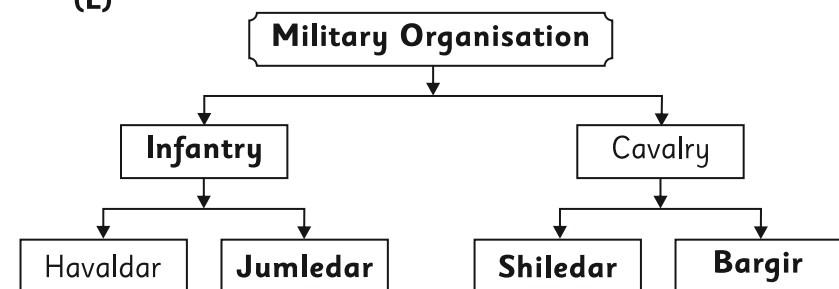 (E)
Military Organisation
Infantry
Cavalry
Havaldar
Jumledar
Shiledar
Bargir